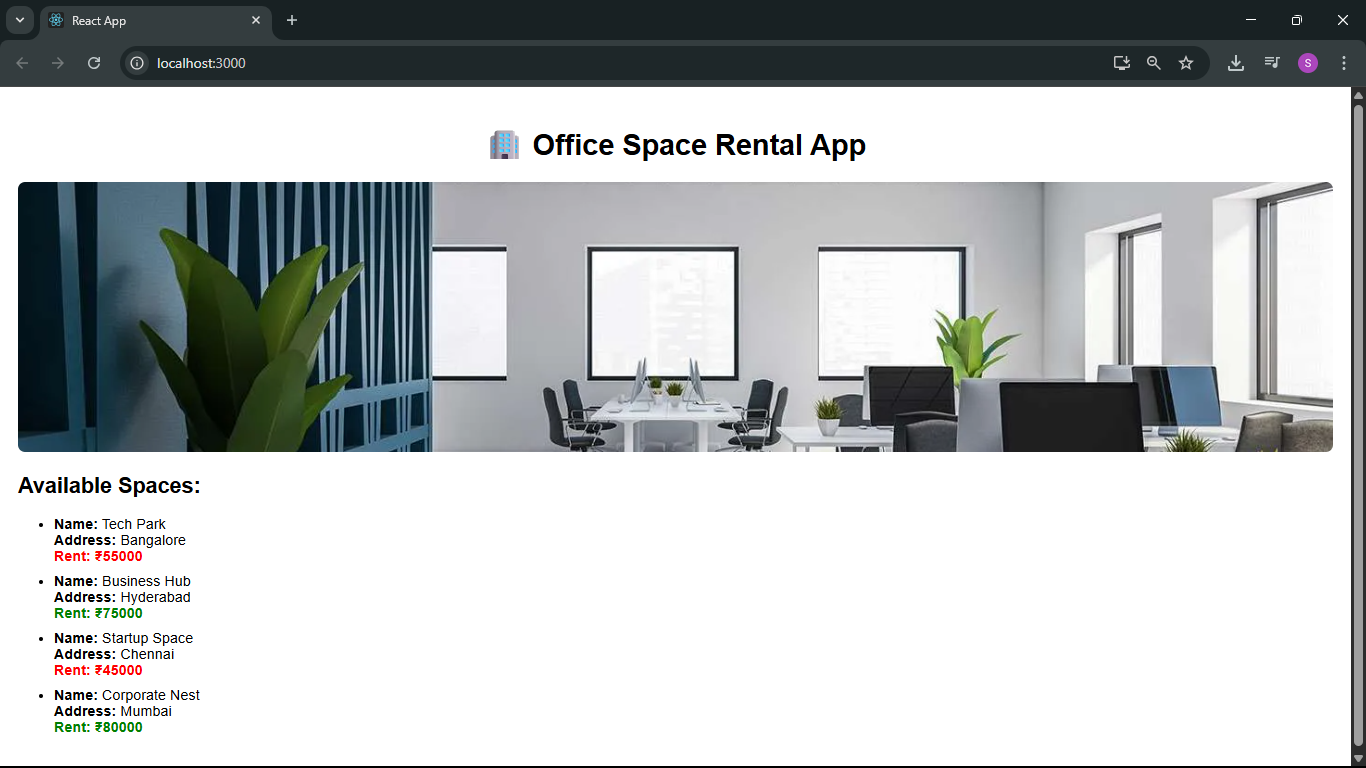 React App
localhost:3000
S
🏢 Office Space Rental App
Available Spaces:
• Name: Tech Park
Address: Bangalore
Rent: ₹55000
• Name: Business Hub
Address: Hyderabad
Rent: ₹75000
• Name: Startup Space
Address: Chennai
Rent: ₹45000
• Name: Corporate Nest
Address: Mumbai
Rent: ₹80000